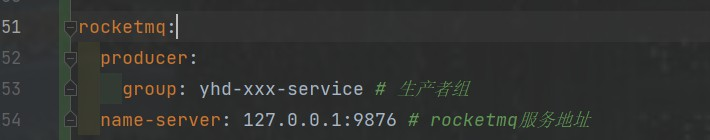 51 rocketmq:
52 producer:
53 group: yhd-xxx-service # 生产者组
54 name-server: 127.0.0.1:9876 # rocketmq服务地址